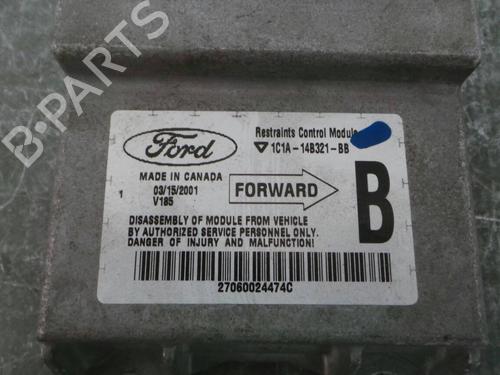 B-PARTS
Ford
Restraints Control Module
1C1A-14B321-BB
MADE IN CANADA
03/15/2001
V185
1
FORWARD
B
DISASSEMBLY OF MODULE FROM VEHICLE
BY AUTHORIZED SERVICE PERSONNEL ONLY.
DANGER OF INJURY AND MALFUNCTION!
27060024474C